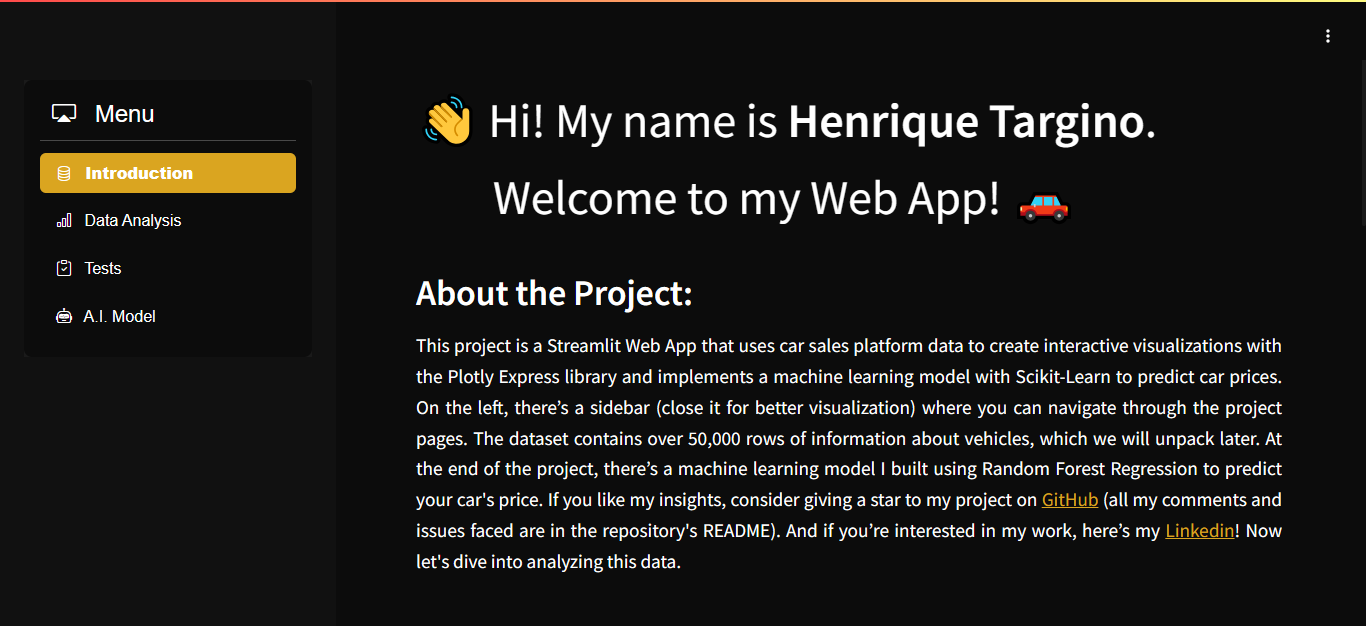 Menu
Introduction
Data Analysis
Tests
A.I. Model
👋 Hi! My name is Henrique Targino.
Welcome to my Web App! 🚗
About the Project:
This project is a Streamlit Web App that uses car sales platform data to create interactive visualizations with
the Plotly Express library and implements a machine learning model with Scikit-Learn to predict car prices.
On the left, there’s a sidebar (close it for better visualization) where you can navigate through the project
pages. The dataset contains over 50,000 rows of information about vehicles, which we will unpack later. At
the end of the project, there’s a machine learning model I built using Random Forest Regression to predict
your car's price. If you like my insights, consider giving a star to my project on GitHub (all my comments and
issues faced are in the repository's README). And if you’re interested in my work, here’s my Linkedin! Now
let's dive into analyzing this data.